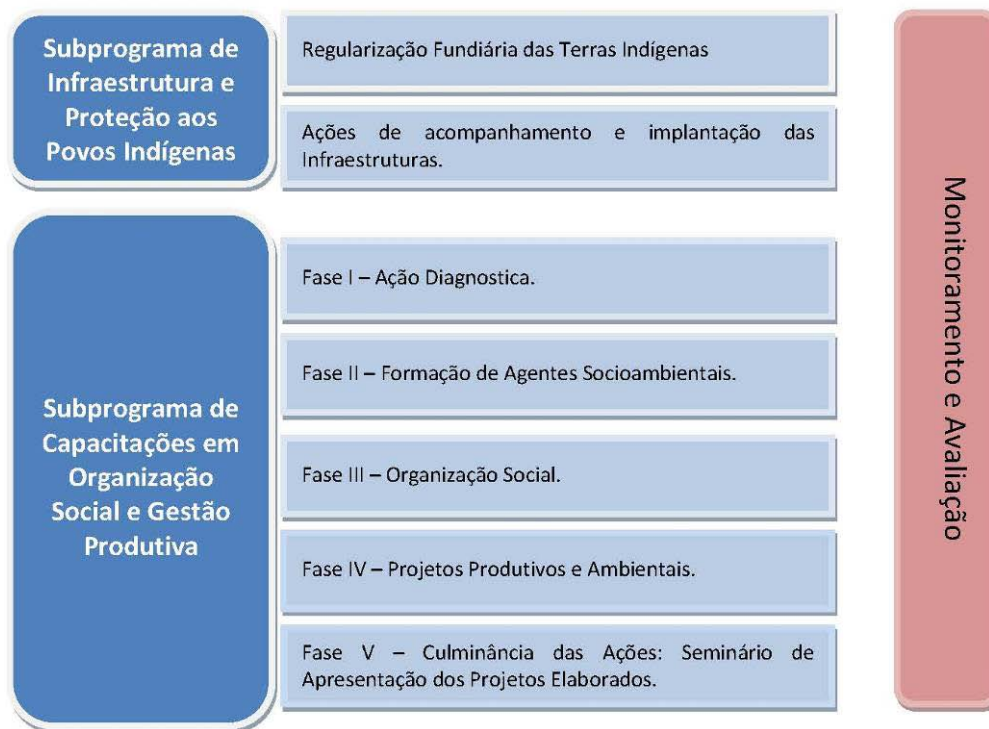 Subprograma de
Infraestrutura e
Proteção aos
Povos Indígenas
Regularização Fundiária das Terras Indígenas
Ações de acompanhamento e implantação das
Infraestruturas.
Subprograma de
Capacitações em
Organização
Social e Gestão
Produtiva
Fase I – Ação Diagnostica.
Fase II – Formação de Agentes Socioambientais.
Fase III – Organização Social.
Fase IV – Projetos Produtivos e Ambientais.
Fase V – Culminância das Ações: Seminário de
Apresentação dos Projetos Elaborados.
Monitoramento e Avaliação